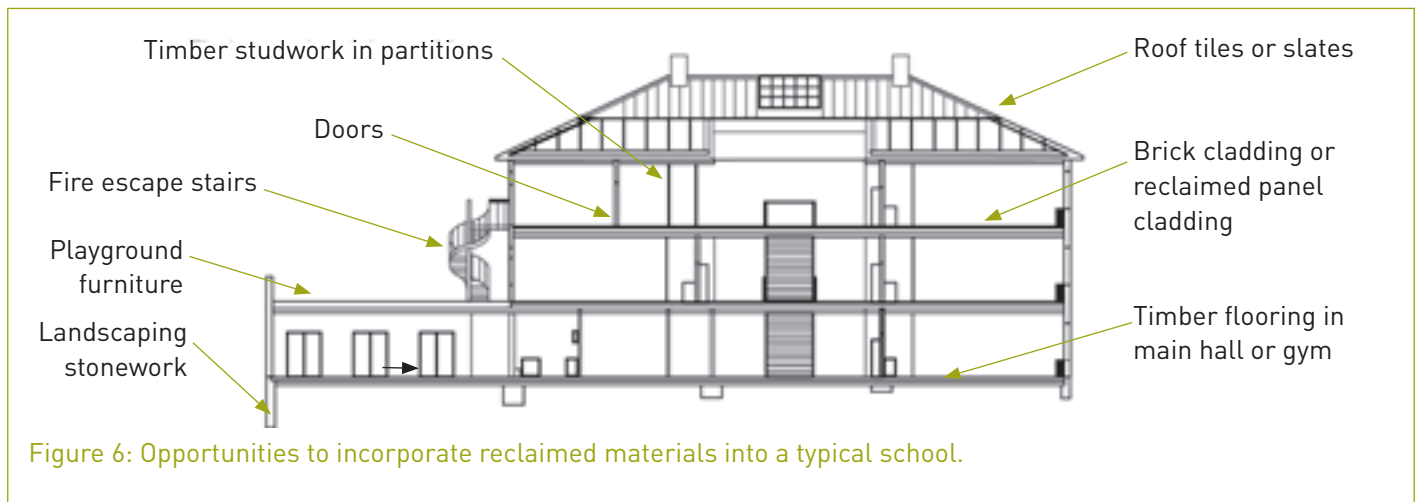 Timber studwork in partitions
Doors
Fire escape stairs
Playground
furniture
Landscaping
stonework
Roof tiles or slates
Brick cladding or
reclaimed panel
cladding
Timber flooring in
main hall or gym
Figure 6: Opportunities to incorporate reclaimed materials into a typical school.